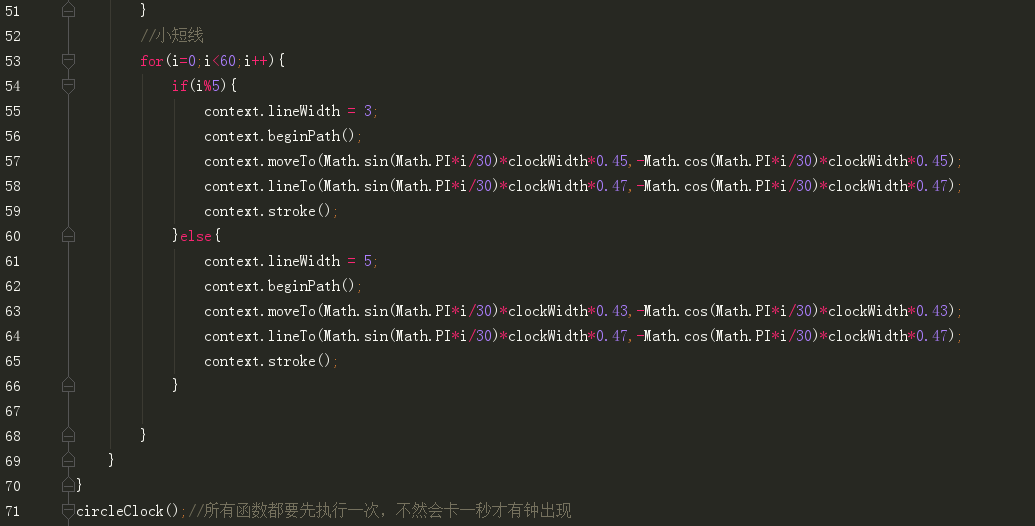 51 }
52 //小短线
53 for(i=0;i<60;i++){
54 if(i%5){
55 context.lineWidth = 3;
56 context.beginPath();
57 context.moveTo(Math.sin(Math.PI*i/30)*clockWidth*0.45,-Math.cos(Math.PI*i/30)*clockWidth*0.45);
58 context.lineTo(Math.sin(Math.PI*i/30)*clockWidth*0.47,-Math.cos(Math.PI*i/30)*clockWidth*0.47);
59 context.stroke();
60 }else{
61 context.lineWidth = 5;
62 context.beginPath();
63 context.moveTo(Math.sin(Math.PI*i/30)*clockWidth*0.43,-Math.cos(Math.PI*i/30)*clockWidth*0.43);
64 context.lineTo(Math.sin(Math.PI*i/30)*clockWidth*0.47,-Math.cos(Math.PI*i/30)*clockWidth*0.47);
65 context.stroke();
66 }
67
68 }
69 }
70 }
71 circleClock();//所有函数都要先执行一次，不然会卡一秒才有钟出现